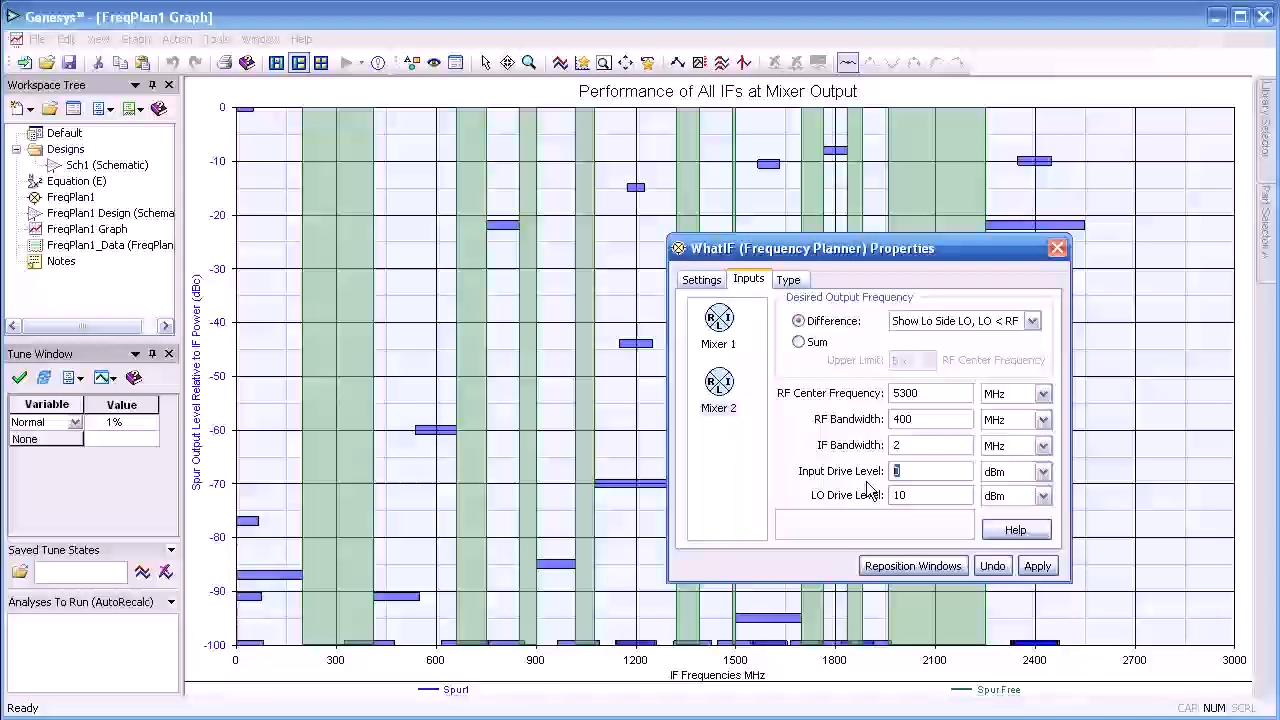 Genesys™ - [FreqPlan1 Graph]
File Edit View Graph Action Tools Window Help
Workspace Tree
Default
Designs
Sch1 (Schematic)
Equation (E)
FreqPlan1
FreqPlan1 Design (Schema
FreqPlan1 Graph
FreqPlan1_Data (FreqPlan
Notes
Tune Window
Variable Value
Normal 1%
None
Saved Tune States
Analyses To Run (AutoRecalc)
Performance of All IFs at Mixer Output
Spur Output Level Relative to IF Power (dBc)
0
-10
-20
-30
-40
-50
-60
-70
-80
-90
-100
0 300 600 900 1200 1500 1800 2100 2400 2700 3000
IF Frequencies MHz
Spur1 Spur Free
WhatIF (Frequency Planner) Properties
Settings Inputs Type
Mixer 1
R I
L
Mixer 2
R I
L
Desired Output Frequency
Difference: Show Lo Side LO, LO < RF
Sum
Upper Limit: RF Center Frequency
RF Center Frequency: 5300 MHz
RF Bandwidth: 400 MHz
IF Bandwidth: 2 MHz
Input Drive Level: dBm
LO Drive Level: 10 dBm
Help
Reposition Windows Undo Apply
Library Selector
Part Selector A
Ready
CAP NUM SCRL